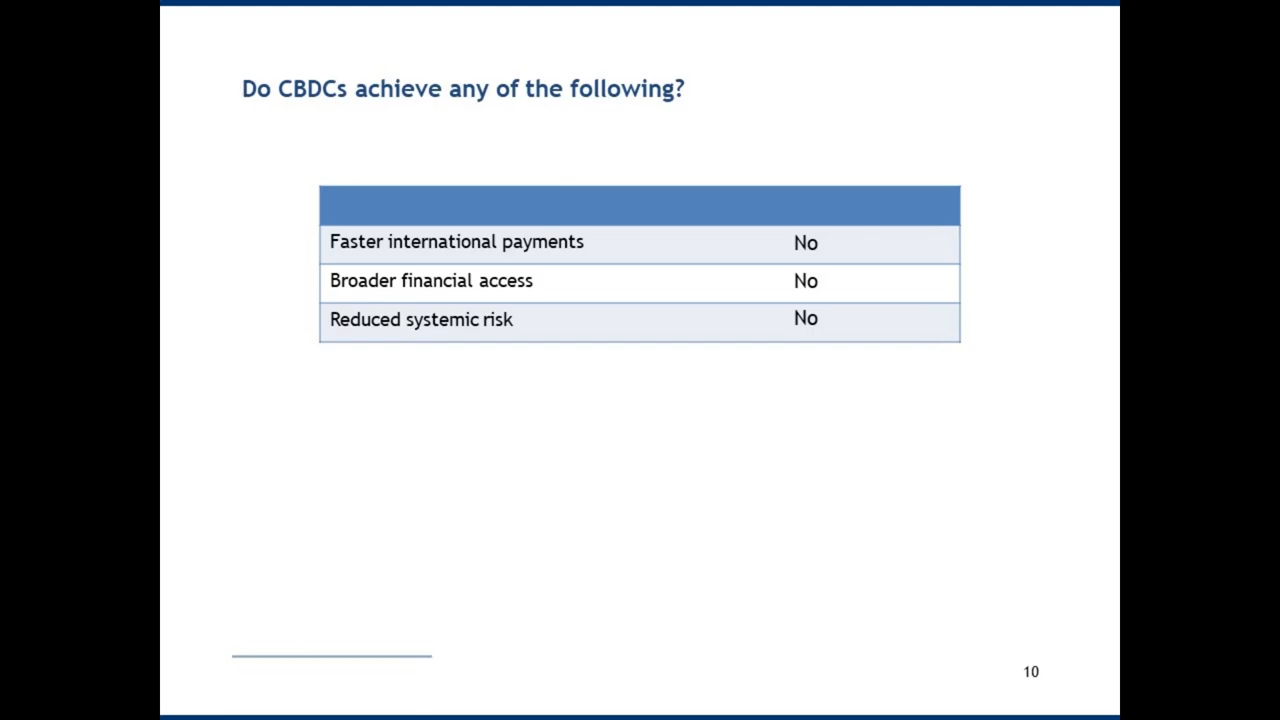 Do CBDCs achieve any of the following?
Faster international payments No
Broader financial access No
Reduced systemic risk No
10